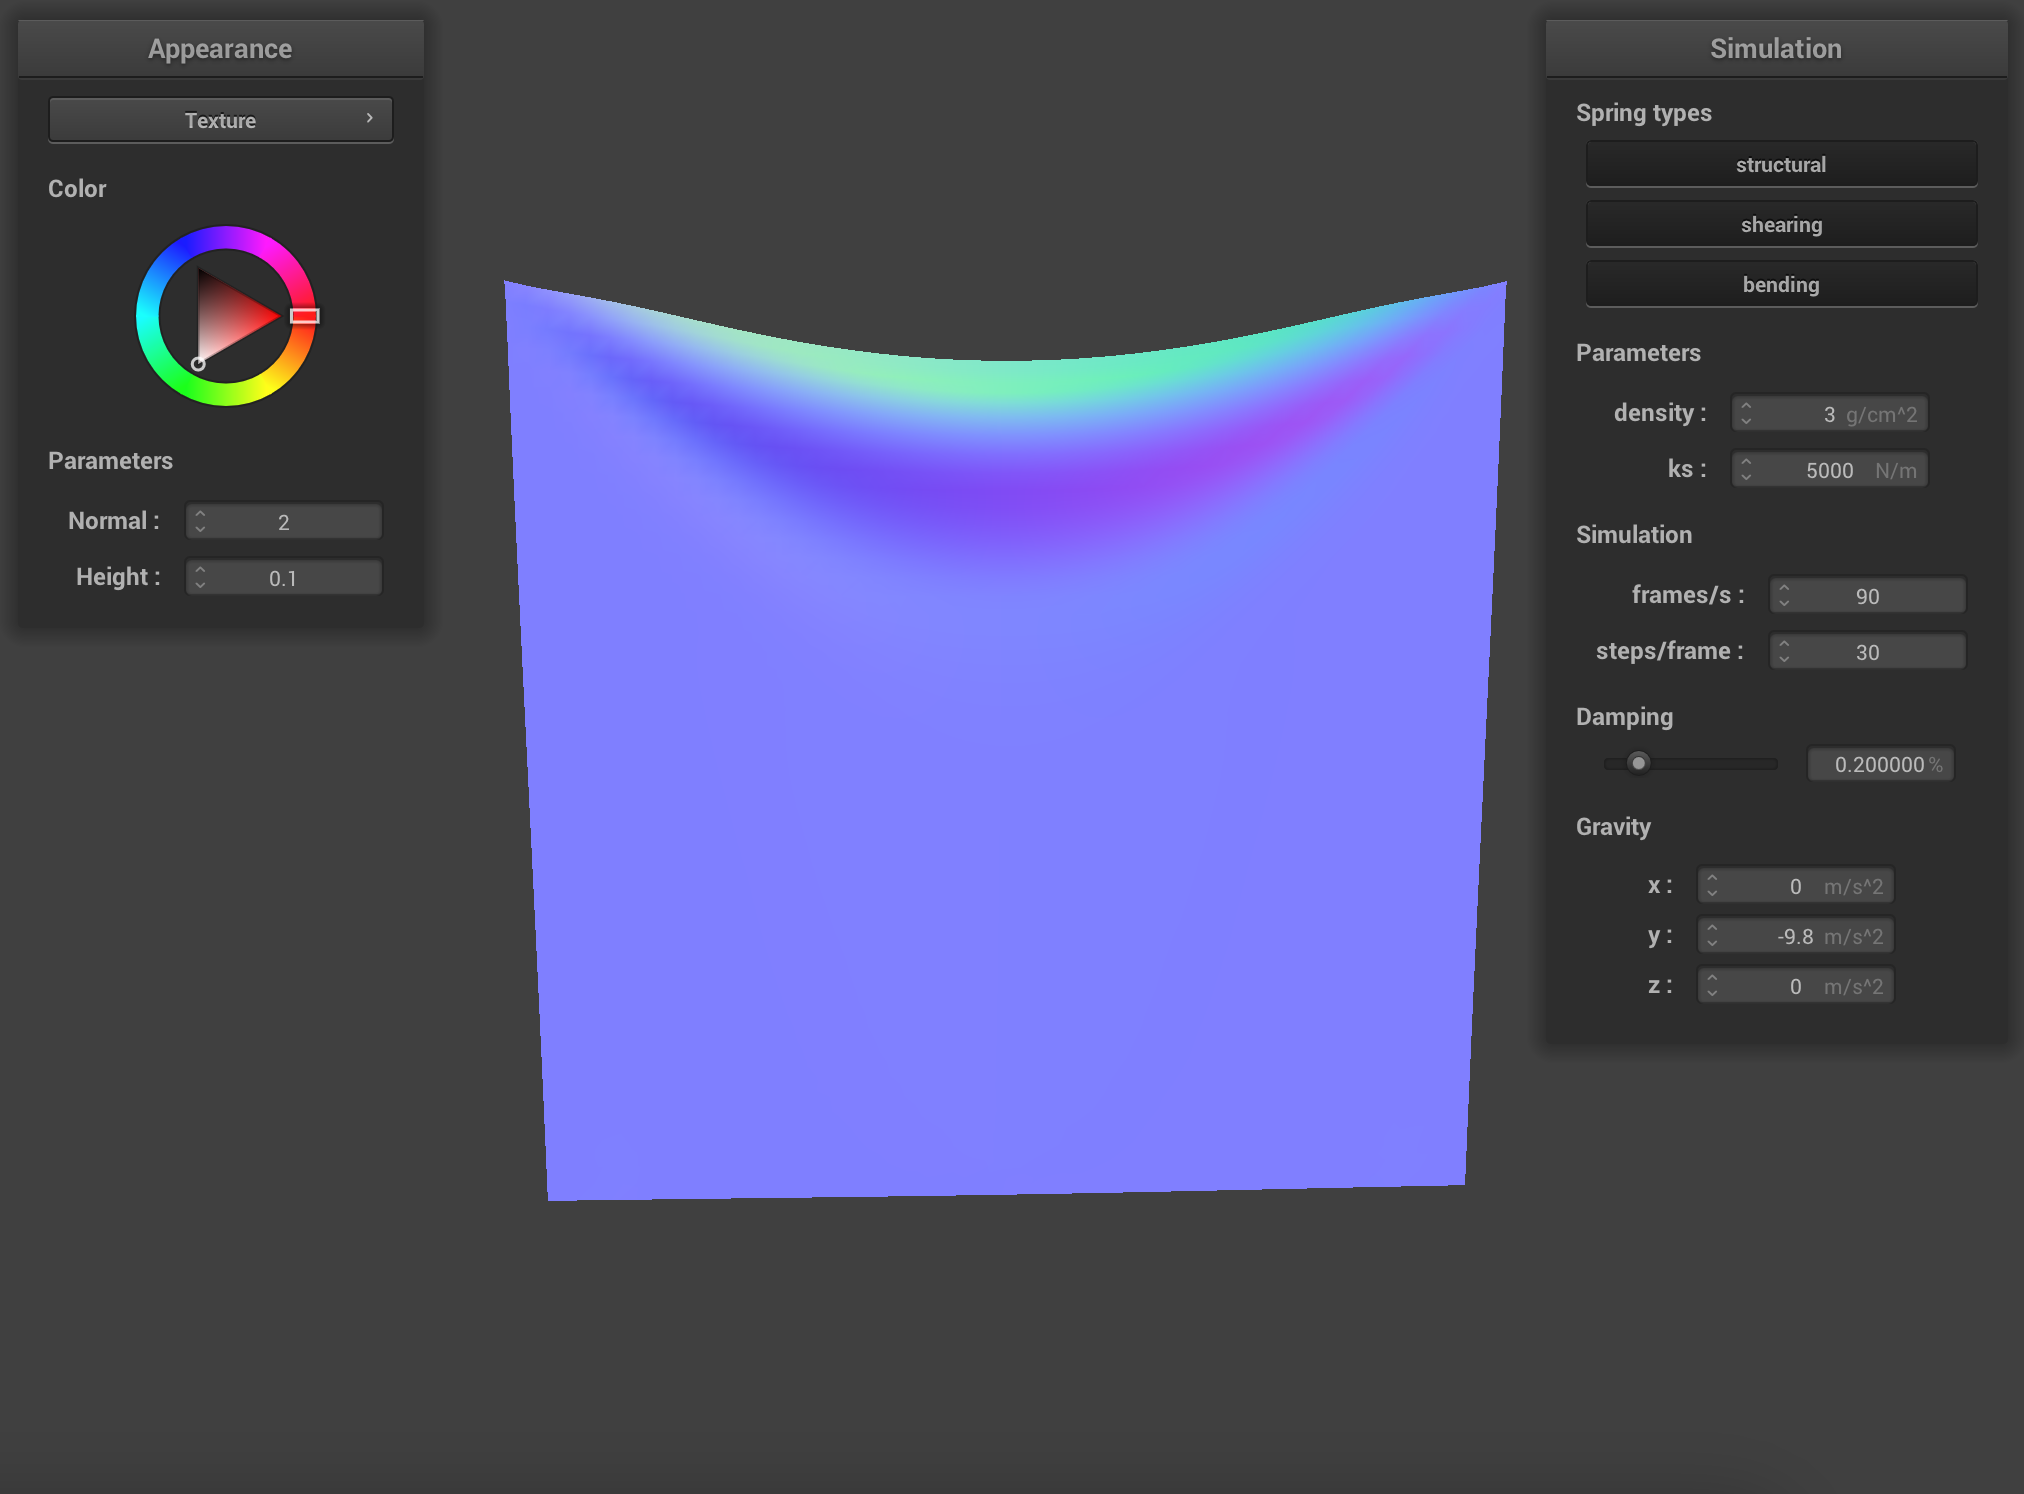 Appearance
Texture ›
Color
Parameters
Normal : 2
Height : 0.1
Simulation
Spring types
structural
shearing
bending
Parameters
density : 3 g/cm^2
ks : 5000 N/m
Simulation
frames/s : 90
steps/frame : 30
Damping
0.200000 %
Gravity
x : 0 m/s^2
y : -9.8 m/s^2
z : 0 m/s^2